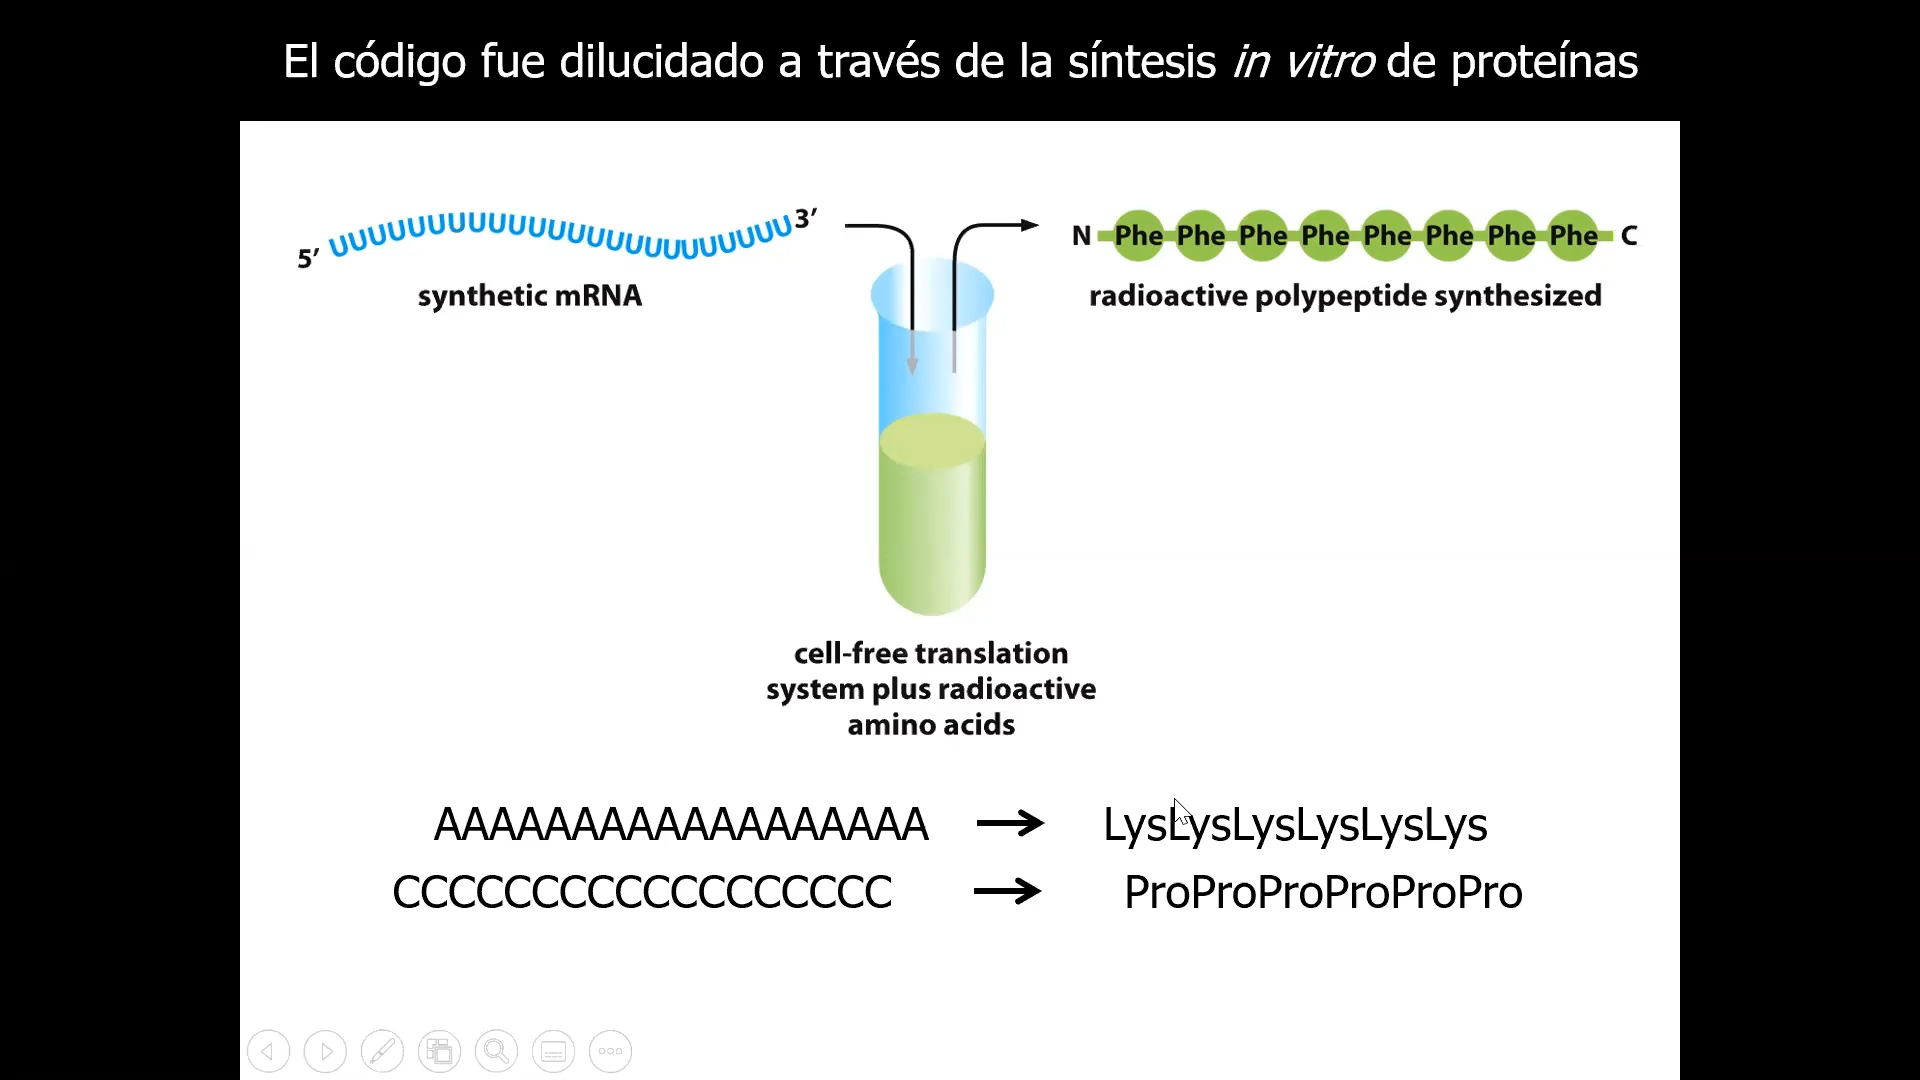 El código fue dilucidado a través de la síntesis in vitro de proteínas
5’ UUUUUUUUUUUUUUUUUUUUUUUU 3’
synthetic mRNA
N Phe Phe Phe Phe Phe Phe Phe Phe C
radioactive polypeptide synthesized
cell-free translation
system plus radioactive
amino acids
AAAAAAAAAAAAAAAAAA → LysLysLysLysLysLys
CCCCCCCCCCCCCCCCCC → ProProProProProPro